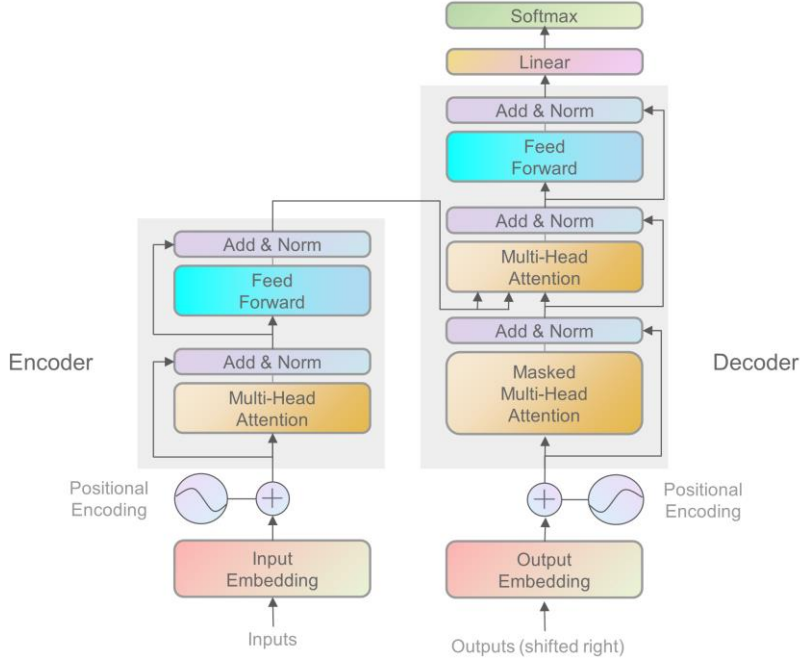 Softmax
Linear
Add & Norm
Feed
Forward
Add & Norm
Multi-Head
Attention
Add & Norm
Masked
Multi-Head
Attention
Decoder
Positional
Encoding
Output
Embedding
Outputs (shifted right)
Encoder
Add & Norm
Feed
Forward
Add & Norm
Multi-Head
Attention
Positional
Encoding
Input
Embedding
Inputs